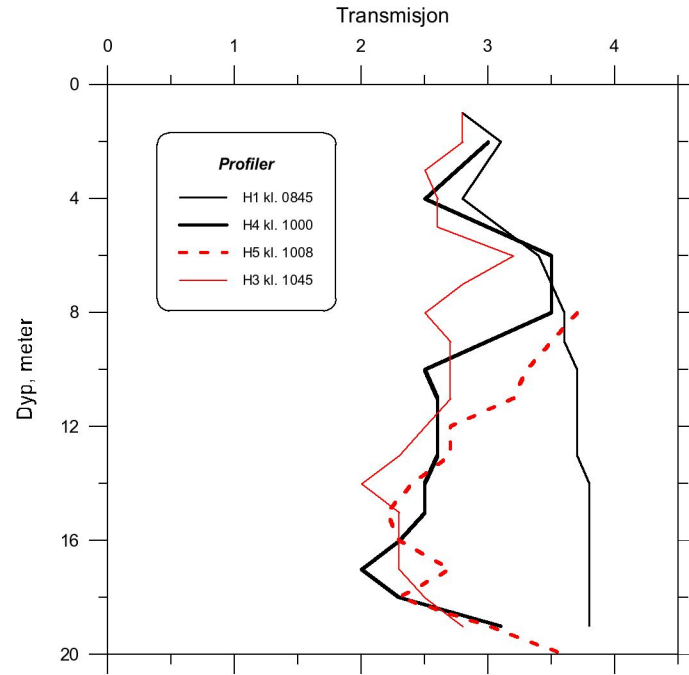 Transmisjon
0 1 2 3 4
0
4
8
12
16
20
Dyp, meter
Profiler
H1 kl. 0845
H4 kl. 1000
H5 kl. 1008
H3 kl. 1045